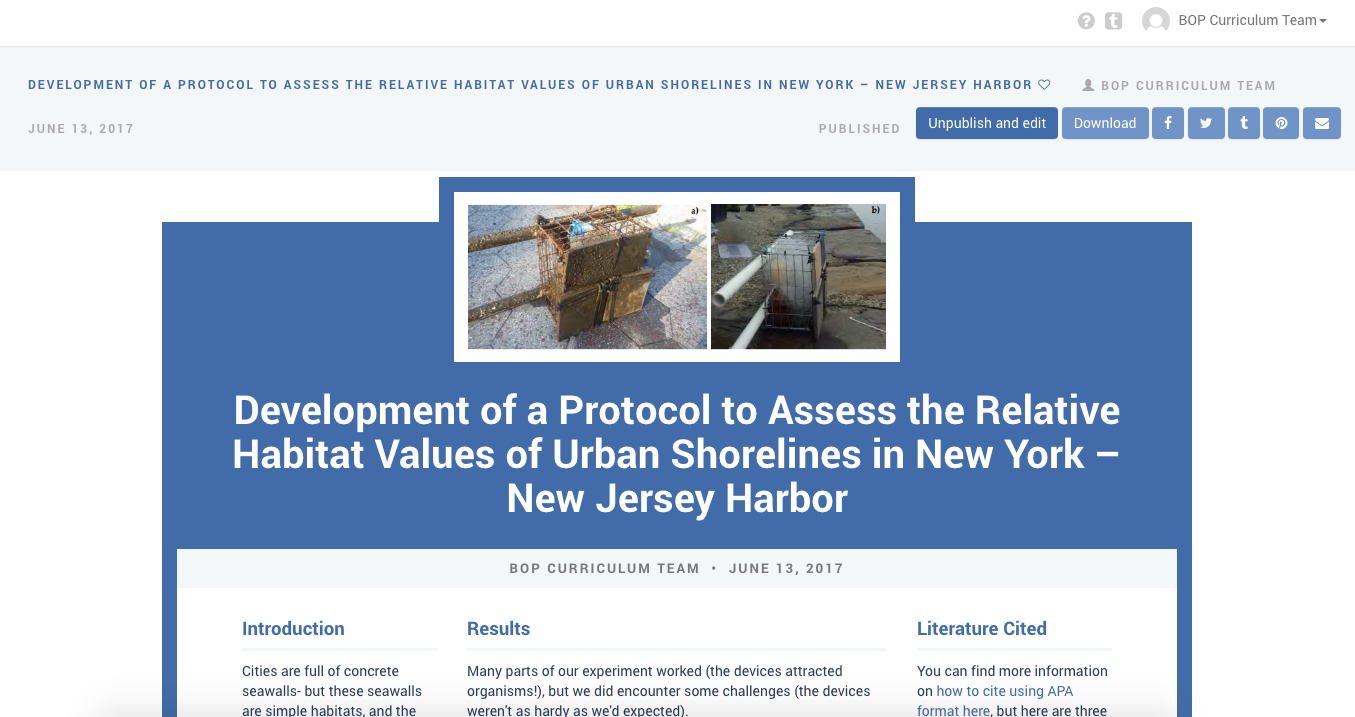 BOP Curriculum Team
DEVELOPMENT OF A PROTOCOL TO ASSESS THE RELATIVE HABITAT VALUES OF URBAN SHORELINES IN NEW YORK – NEW JERSEY HARBOR
BOP CURRICULUM TEAM
JUNE 13, 2017
PUBLISHED
Unpublish and edit
Download
a)
b)
Development of a Protocol to Assess the Relative
Habitat Values of Urban Shorelines in New York –
New Jersey Harbor
BOP CURRICULUM TEAM • JUNE 13, 2017
Introduction
Cities are full of concrete
seawalls- but these seawalls
are simple habitats, and the
Results
Many parts of our experiment worked (the devices attracted
organisms!), but we did encounter some challenges (the devices
weren't as hardy as we'd expected).
Literature Cited
You can find more information
on how to cite using APA
format here, but here are three